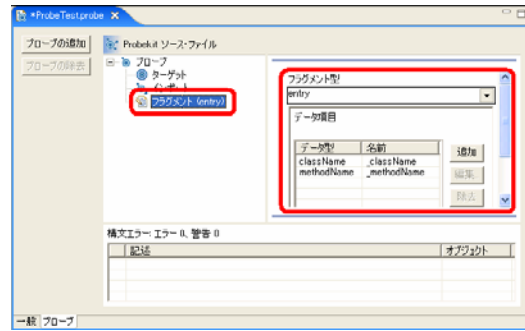 *ProbeTest.probe
プローブの追加
プローブの除去
Probekit ソース・ファイル
プローブ
ターゲット
インポート
フラグメント (entry)
フラグメント型
entry
データ項目
データ型 名前
className _className
methodName _methodName
追加
編集
除去
構文エラー: エラー 0、警告 0
記述 オブジェクト
一般 プローブ